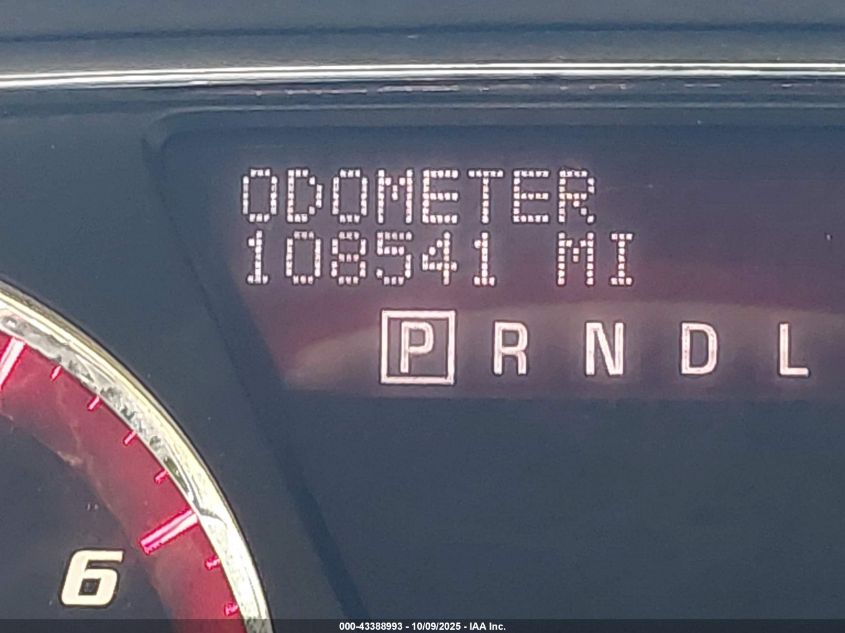 ODOMETER
108541 MI
P R N D L
6
000-43388993 - 10/09/2025 - IAA Inc.